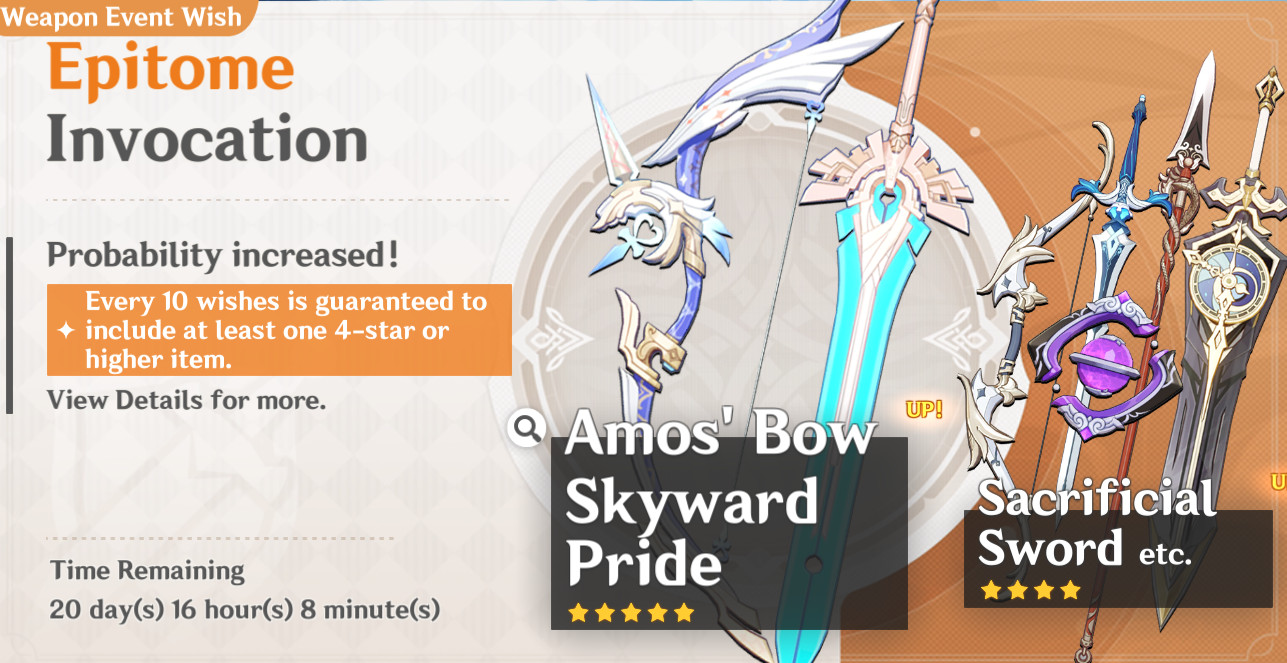 Weapon Event Wish
Epitome
Invocation
Probability increased!
✦ Every 10 wishes is guaranteed to
include at least one 4-star or
higher item.
View Details for more.
Time Remaining
20 day(s) 16 hour(s) 8 minute(s)
UP!
Amos' Bow
Skyward
Pride
Sacrificial
Sword etc.